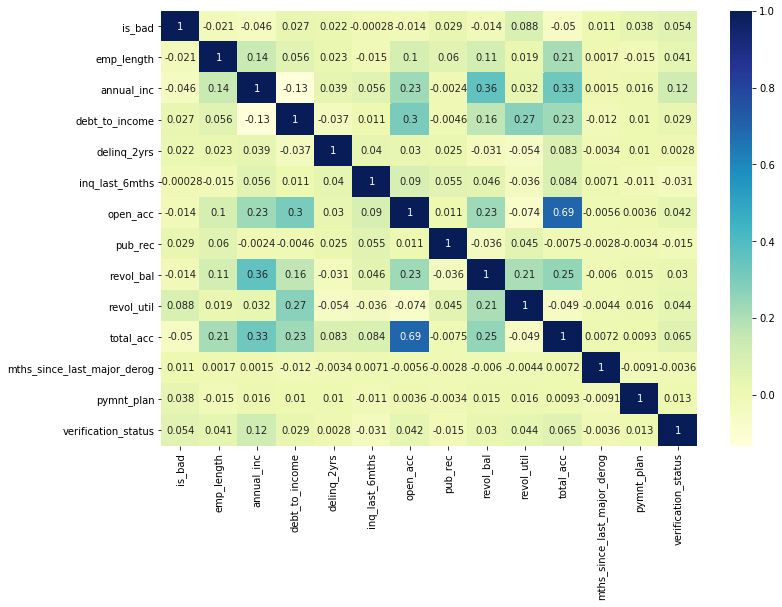 is_bad 1 -0.021 -0.046 0.027 0.022 -0.00028 -0.014 0.029 -0.014 0.088 -0.05 0.011 0.038 0.054
emp_length -0.021 1 0.14 0.056 0.023 -0.015 0.1 0.06 0.11 0.019 0.21 0.0017 -0.015 0.041
annual_inc -0.046 0.14 1 -0.13 0.039 0.056 0.23 -0.0024 0.36 0.032 0.33 0.0015 0.016 0.12
debt_to_income 0.027 0.056 -0.13 1 -0.037 0.011 0.3 -0.0046 0.16 0.27 0.23 -0.012 0.01 0.029
delinq_2yrs 0.022 0.023 0.039 -0.037 1 0.04 0.03 0.025 -0.031 -0.054 0.083 -0.0034 0.01 0.0028
inq_last_6mths -0.00028 -0.015 0.056 0.011 0.04 1 0.09 0.055 0.046 -0.036 0.084 0.0071 -0.011 -0.031
open_acc -0.014 0.1 0.23 0.3 0.03 0.09 1 0.011 0.23 -0.074 0.69 -0.0056 0.0036 0.042
pub_rec 0.029 0.06 -0.0024 -0.0046 0.025 0.055 0.011 1 -0.036 0.045 -0.0075 -0.0028 -0.0034 -0.015
revol_bal -0.014 0.11 0.36 0.16 -0.031 0.046 0.23 -0.036 1 0.21 0.25 -0.006 0.015 0.03
revol_util 0.088 0.019 0.032 0.27 -0.054 -0.036 -0.074 0.045 0.21 1 -0.049 -0.0044 0.016 0.044
total_acc -0.05 0.21 0.33 0.23 0.083 0.084 0.69 -0.0075 0.25 -0.049 1 0.0072 0.0093 0.065
mths_since_last_major_derog 0.011 0.0017 0.0015 -0.012 -0.0034 0.0071 -0.0056 -0.0028 -0.006 -0.0044 0.0072 1 -0.0091 -0.0036
pymnt_plan 0.038 -0.015 0.016 0.01 0.01 -0.011 0.0036 -0.0034 0.015 0.016 0.0093 -0.0091 1 0.013
verification_status 0.054 0.041 0.12 0.029 0.0028 -0.031 0.042 -0.015 0.03 0.044 0.065 -0.0036 0.013 1
is_bad
emp_length
annual_inc
debt_to_income
delinq_2yrs
inq_last_6mths
open_acc
pub_rec
revol_bal
revol_util
total_acc
mths_since_last_major_derog
pymnt_plan
verification_status
1.0
0.8
0.6
0.4
0.2
0.0